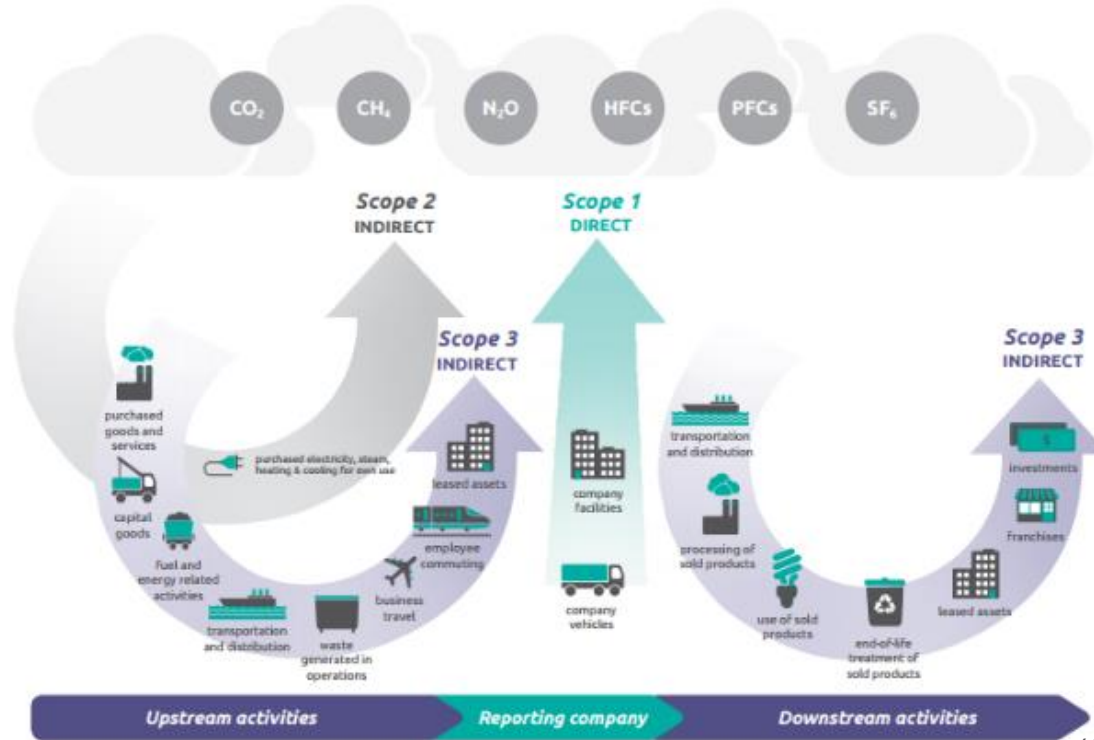 CO₂
CH₄
N₂O
HFCs
PFCs
SF₆
Scope 2
INDIRECT
Scope 1
DIRECT
Scope 3
INDIRECT
Scope 3
INDIRECT
purchased
goods and
services
capital
goods
fuel and
energy related
activities
transportation
and distribution
waste
generated in
operations
business
travel
employee
commuting
leased assets
purchased electricity, steam,
heating & cooling for own use
company
facilities
company
vehicles
transportation
and distribution
processing of
sold products
use of sold
products
end-of-life
treatment of
sold products
leased assets
franchises
$
investments
Upstream activities
Reporting company
Downstream activities